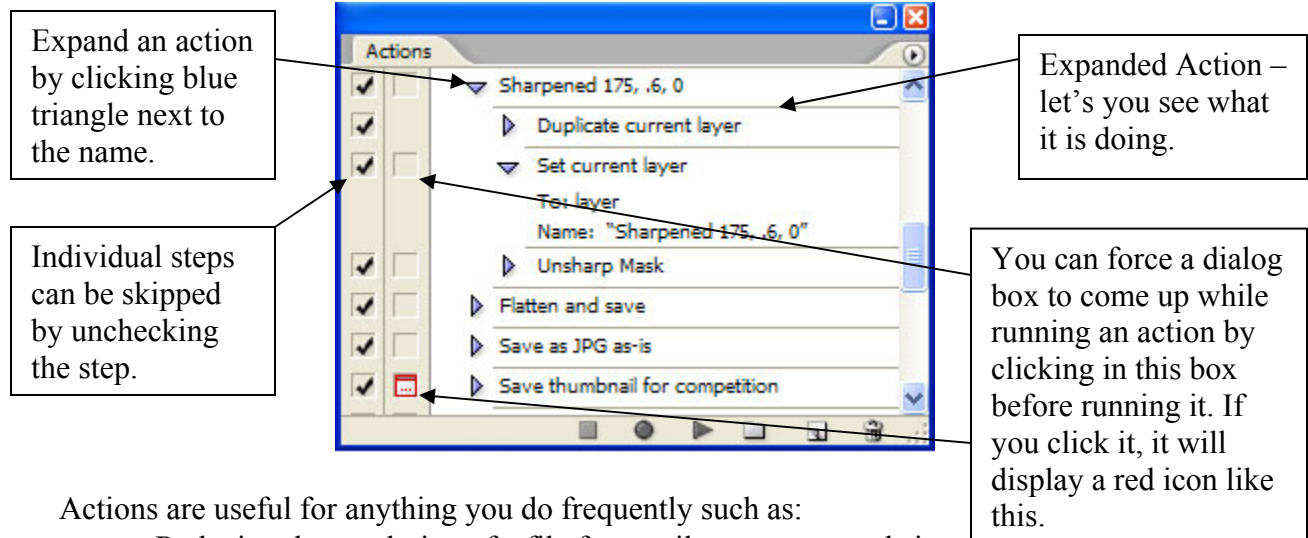 Expand an action
by clicking blue
triangle next to
the name.
Individual steps
can be skipped
by unchecking
the step.
Actions
Sharpened 175, .6, 0
Duplicate current layer
Set current layer
To: layer
Name: “Sharpened 175, .6, 0”
Unsharp Mask
Flatten and save
Save as JPG as-is
Save thumbnail for competition
Expanded Action –
let’s you see what
it is doing.
You can force a dialog
box to come up while
running an action by
clicking in this box
before running it. If
you click it, it will
display a red icon like
this.
Actions are useful for anything you do frequently such as: